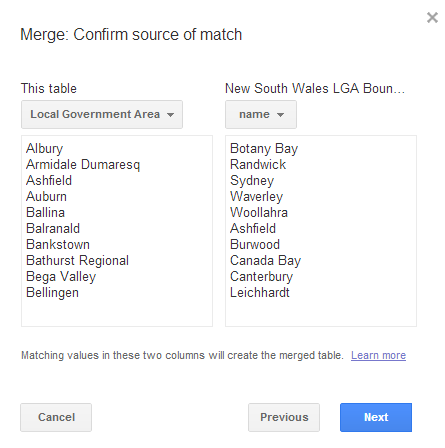 Merge: Confirm source of match
This table
Local Government Area
Albury
Armidale Dumaresq
Ashfield
Auburn
Ballina
Balranald
Bankstown
Bathurst Regional
Bega Valley
Bellingen
New South Wales LGA Boun...
name
Botany Bay
Randwick
Sydney
Waverley
Woollahra
Ashfield
Burwood
Canada Bay
Canterbury
Leichhardt
Matching values in these two columns will create the merged table. Learn more
Cancel
Previous
Next